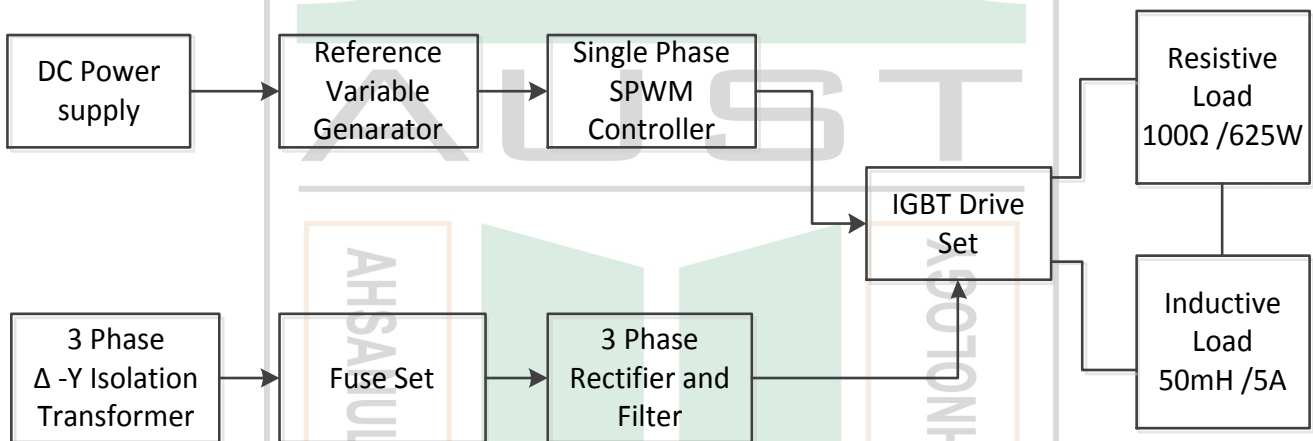 AUST
DC Power
supply
Reference
Variable
Genarator
Single Phase
SPWM
Controller
Resistive
Load
100Ω /625W
IGBT Drive
Set
Inductive
Load
50mH /5A
3 Phase
Δ -Y Isolation
Transformer
Fuse Set
3 Phase
Rectifier and
Filter
AHSANUL